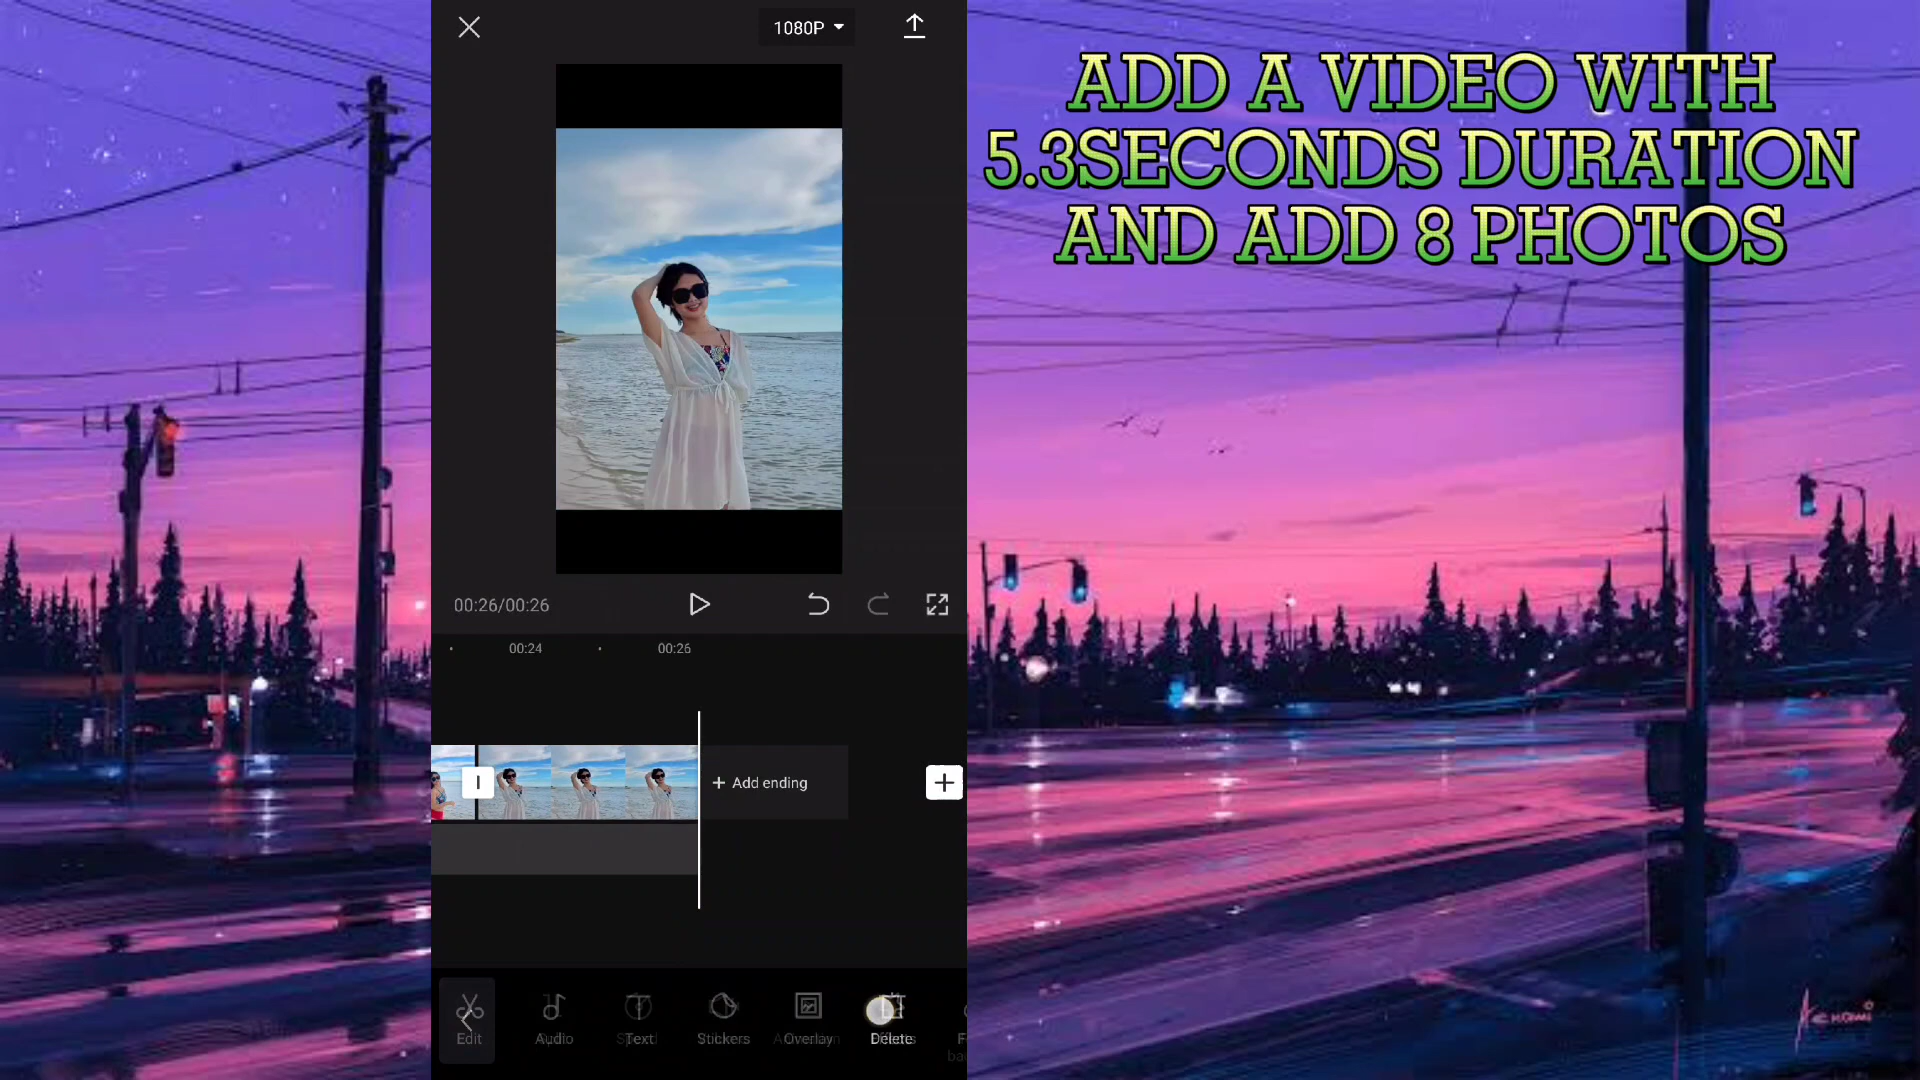 1080P
ADD A VIDEO WITH
5.3SECONDS DURATION
AND ADD 8 PHOTOS
00:26/00:26
00:24
00:26
+ Add ending
Edit
Audio
Text
Stickers
Overlay
Delete